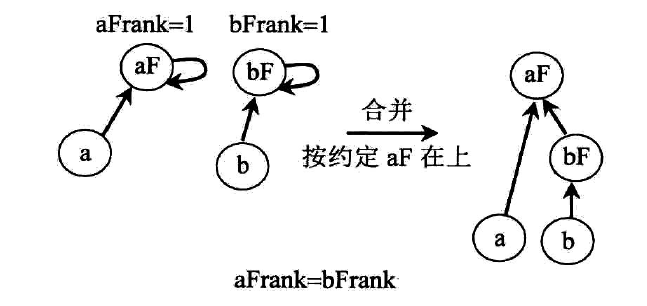 aFrank=1 bFrank=1
aF bF aF
合并
a b 按约定 aF 在上 bF
a b
aFrank=bFrank